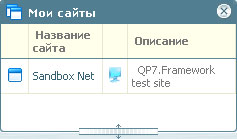 Мои сайты
Название сайта
Описание
Sandbox Net
QP7.Framework
test site